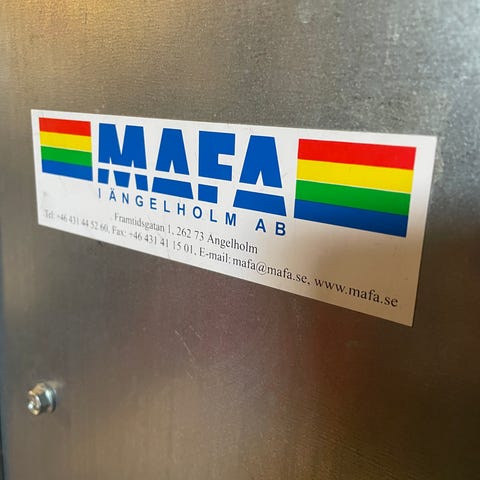 MAFA
I ÄNGELHOLM AB
Framtidsgatan 1, 262 73 Ängelholm
Tel: +46 431 44 52 60, Fax: +46 431 41 15 01, E-mail: mafa@mafa.se, www.mafa.se